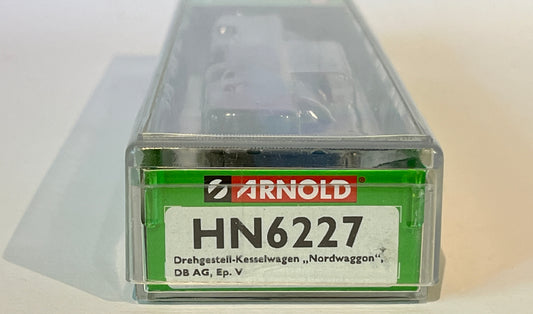 ARNOLD®
HN6227
Drehgestell-Kesselwagen „Nordwaggon“,
DB AG, Ep. V